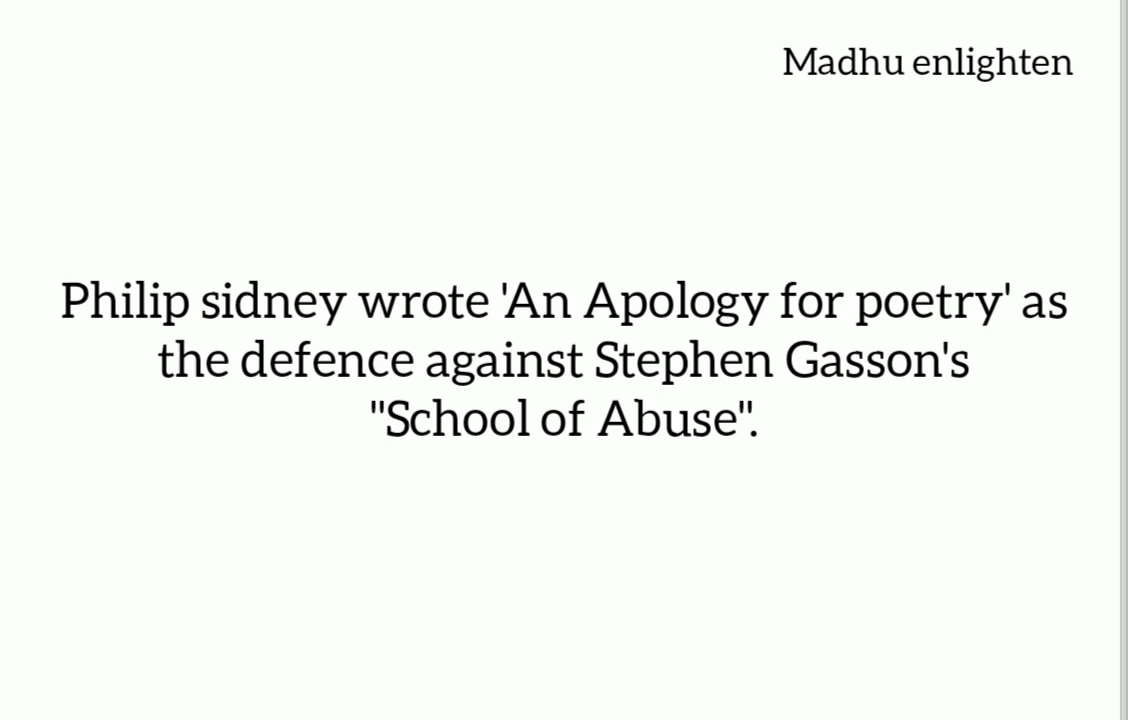 Madhu enlighten
Philip sidney wrote 'An Apology for poetry' as
the defence against Stephen Gasson's
"School of Abuse".